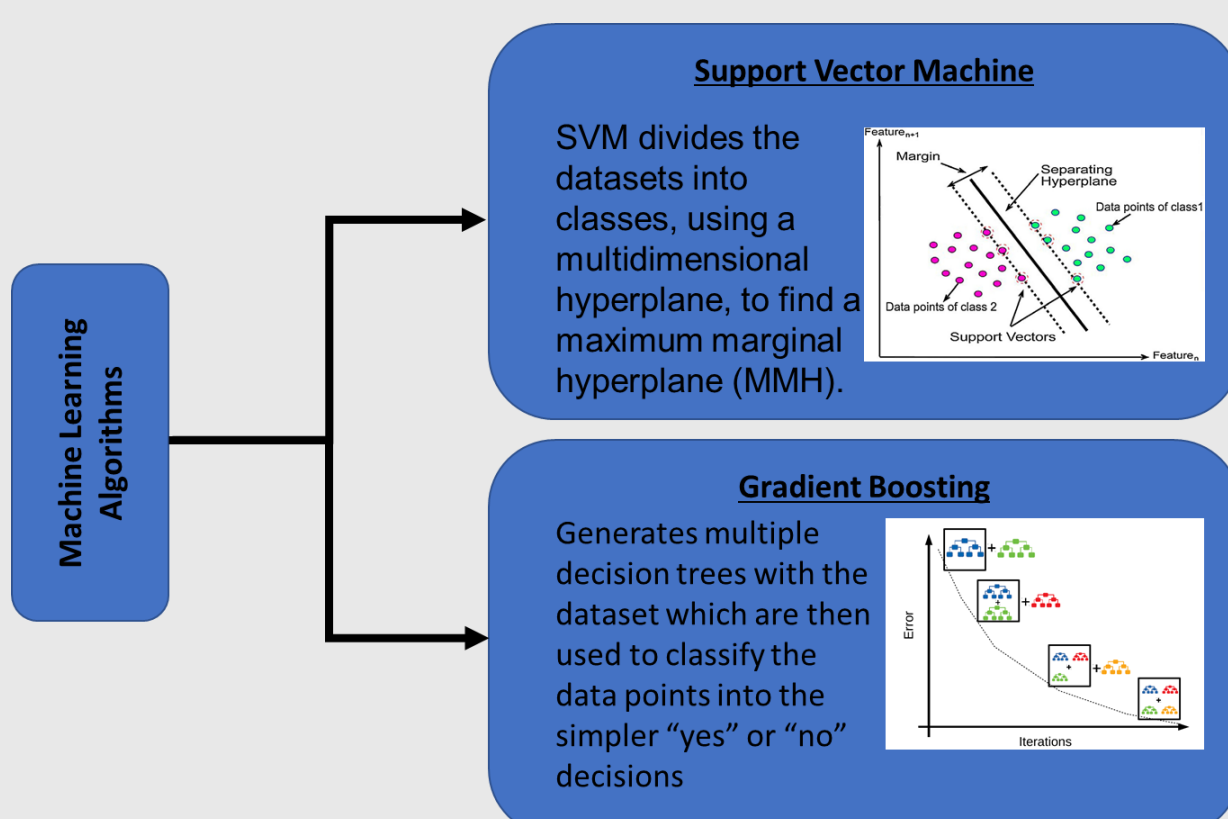 Machine Learning
Algorithms
Support Vector Machine
SVM divides the
datasets into
classes, using a
multidimensional
hyperplane, to find a
maximum marginal
hyperplane (MMH).
Featureₙ₊₁
Margin
Separating
Hyperplane
Data points of class1
Data points of class 2
Support Vectors
Featureₙ
Gradient Boosting
Generates multiple
decision trees with the
dataset which are then
used to classify the
data points into the
simpler “yes” or “no”
decisions
Error
+
+
+
+
+
+
Iterations